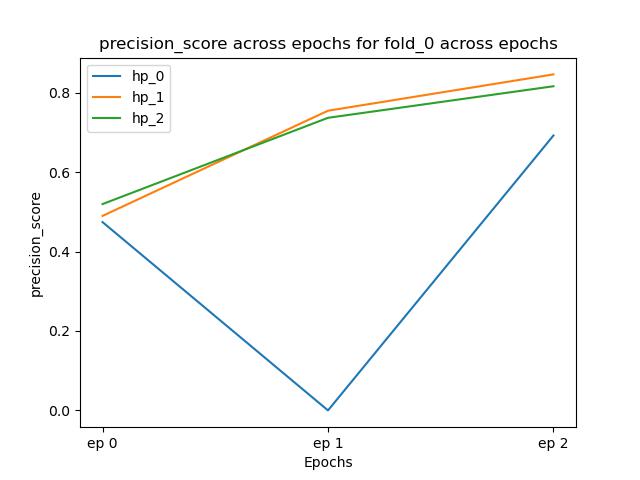 precision_score across epochs for fold_0 across epochs
hp_0
hp_1
hp_2
0.8
0.6
0.4
0.2
0.0
precision_score
ep 0 ep 1 ep 2
Epochs